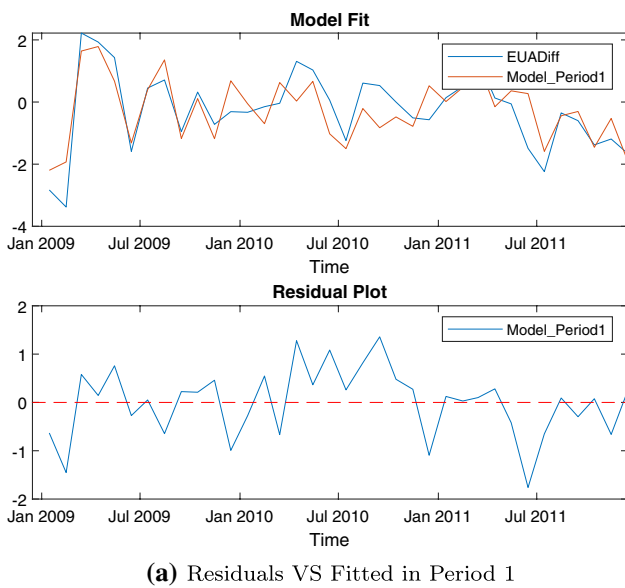 Model Fit
2
0
-2
-4
EUADiff
Model_Period1
Jan 2009 Jul 2009 Jan 2010 Jul 2010 Jan 2011 Jul 2011
Time
Residual Plot
2
1
0
-1
-2
Model_Period1
Jan 2009 Jul 2009 Jan 2010 Jul 2010 Jan 2011 Jul 2011
Time
(a) Residuals VS Fitted in Period 1